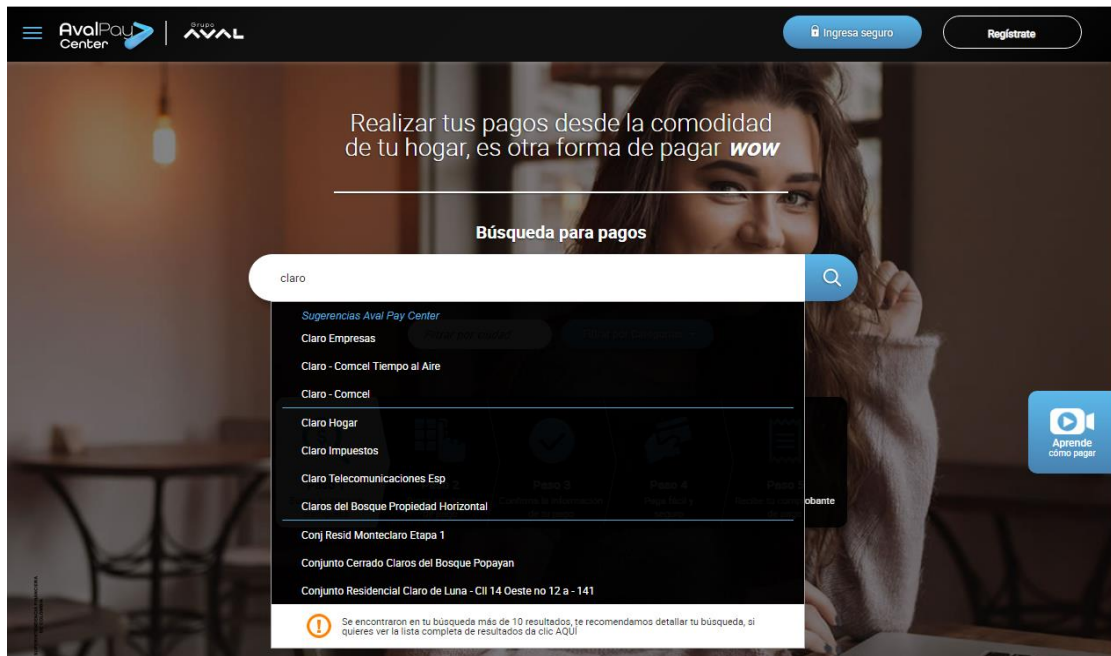 AvalPay
Center
Grupo
AVAL
Ingresa seguro
Regístrate
Realizar tus pagos desde la comodidad
de tu hogar, es otra forma de pagar wow
Búsqueda para pagos
claro
Sugerencias Aval Pay Center
Claro Empresas
Claro - Comcel Tiempo al Aire
Claro - Comcel
Claro Hogar
Claro Impuestos
Claro Telecomunicaciones Esp
Claros del Bosque Propiedad Horizontal
Conj Resid Monteclaro Etapa 1
Conjunto Cerrado Claros del Bosque Popayan
Conjunto Residencial Claro de Luna - Cll 14 Oeste no 12 a - 141
Paso 3
Paso 4
obante
Se encontraron en tu búsqueda más de 10 resultados, te recomendamos detallar tu búsqueda, si
quieres ver la lista completa de resultados da clic AQUÍ
Aprende
cómo pagar